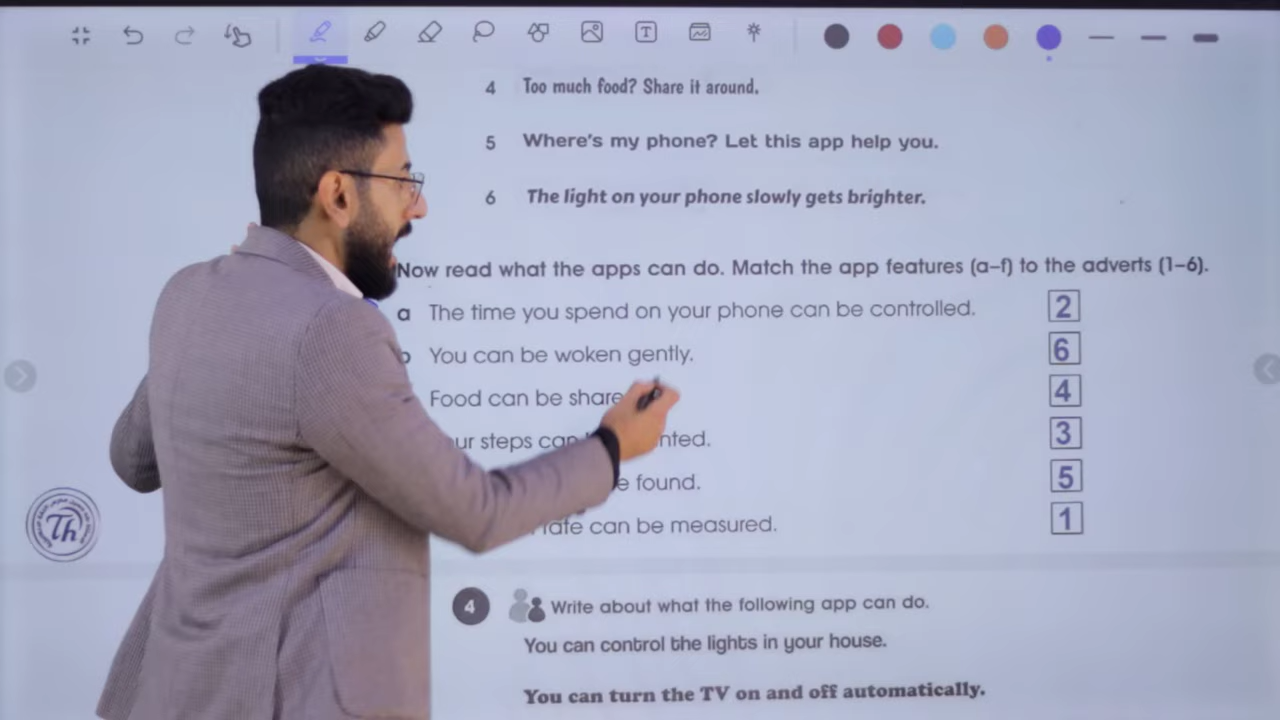 4 Too much food? Share it around.
5 Where's my phone? Let this app help you.
6 The light on your phone slowly gets brighter.
Now read what the apps can do. Match the app features (a–f) to the adverts (1–6).
a The time you spend on your phone can be controlled. 2
You can be woken gently. 6
Food can be 4
steps can 3
found. 5
can be measured. 1
4 Write about what the following app can do.
You can control the lights in your house.
You can turn the TV on and off automatically.
Th